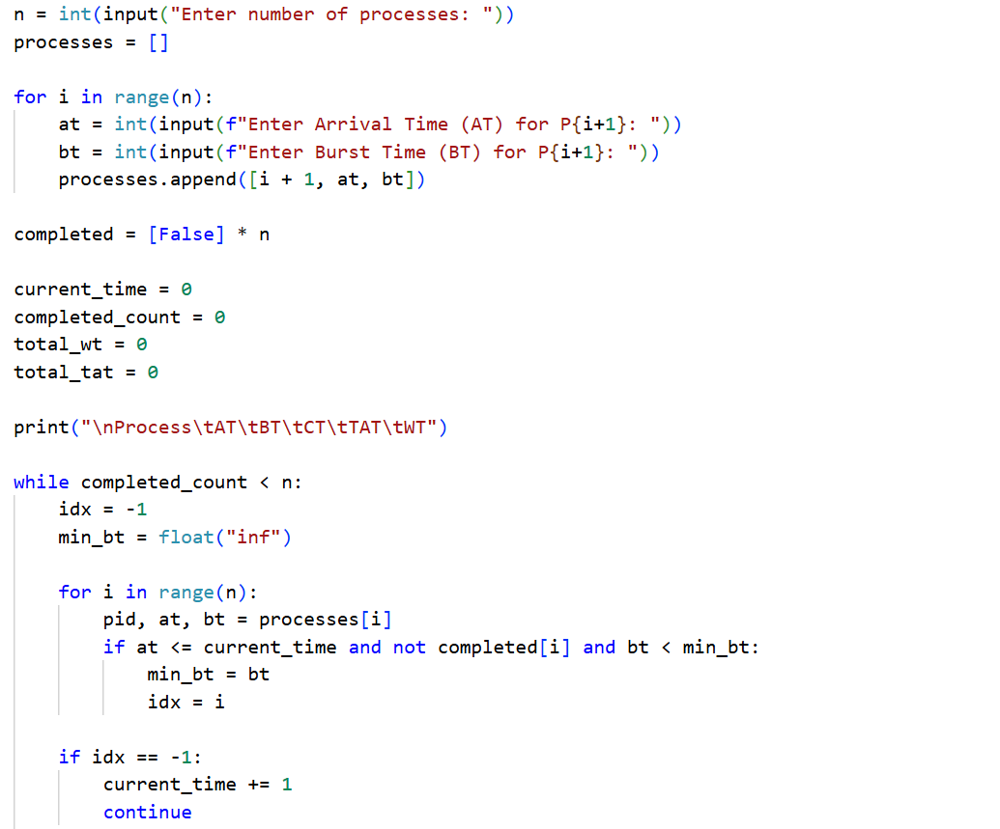 n = int(input("Enter number of processes: "))
processes = []

for i in range(n):
    at = int(input(f"Enter Arrival Time (AT) for P{i+1}: "))
    bt = int(input(f"Enter Burst Time (BT) for P{i+1}: "))
    processes.append([i + 1, at, bt])

completed = [False] * n

current_time = 0
completed_count = 0
total_wt = 0
total_tat = 0

print("\nProcess\tAT\tBT\tCT\tTAT\tWT")

while completed_count < n:
    idx = -1
    min_bt = float("inf")

    for i in range(n):
        pid, at, bt = processes[i]
        if at <= current_time and not completed[i] and bt < min_bt:
            min_bt = bt
            idx = i

    if idx == -1:
        current_time += 1
        continue